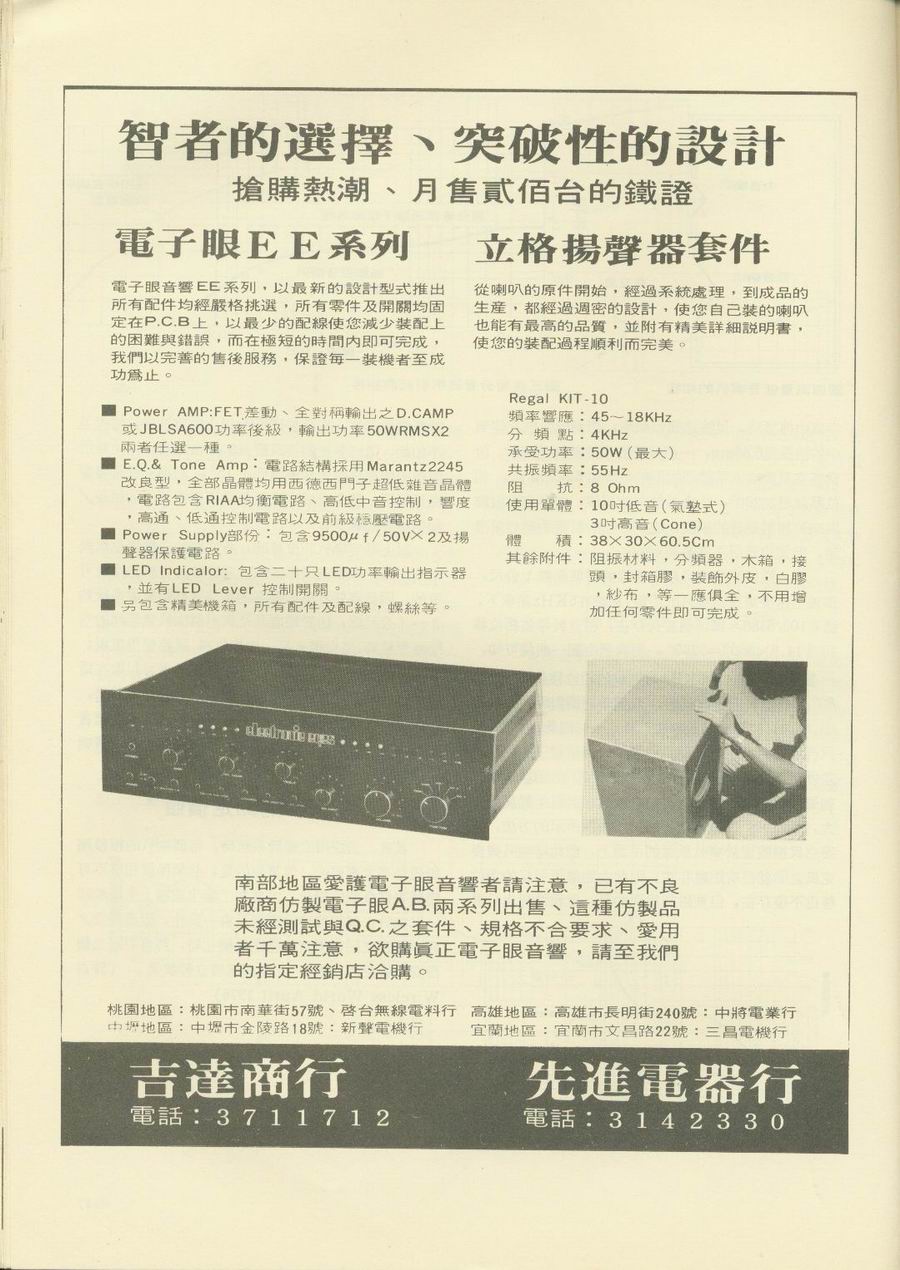 智者的選擇、突破性的設計
搶購熱潮、月售貳佰台的鐵證
電子眼EE系列
電子眼音響EE系列，以最新的設計型式推出
所有配件均經嚴格挑選，所有零件及開關均固
定在P.C.B上，以最少的配線使您減少裝配上
的困難與錯誤，而在極短的時間內即可完成，
我們以完善的售後服務，保證每一裝機者至成
功為止。
■ Power AMP:FET差動、全對稱輸出之D.CAMP
或JBLSA600功率後級，輸出功率50WRMSX2
兩者任選一種。
■ E.Q.& Tone Amp：電路結構採用Marantz2245
改良型，全部晶體均用西德西門子超低雜音晶體
，電路包含RIAA均衡電路、高低中音控制，響度
，高通、低通控制電路以及前級穩壓電路。
■ Power Supply部份：包含9500μf/50V×2及揚
聲器保護電路。
■ LED Indicalor: 包含二十只LED功率輸出指示器
，並有LED Lever 控制開關。
■ 另包含精美機箱，所有配件及配線，螺絲等。
立格揚聲器套件
從喇叭的原件開始，經過系統處理，到成品的
生產，都經過週密的設計，使您自己裝的喇叭
也能有最高的品質，並附有精美詳細說明書，
使您的裝配過程順利而完美。
Regal KIT-10
頻率響應：45～18KHz
分 頻 點：4KHz
承受功率：50W(最大)
共振頻率：55Hz
阻　　抗：8 Ohm
使用單體：10吋低音(氣墊式)
3吋高音(Cone)
體　　積：38×30×60.5Cm
其餘附件：阻振材料，分頻器，木箱，接
頭，封箱膠，裝飾外皮，白膠
，紗布，等一應俱全，不用增
加任何零件即可完成。
electronic eyes
南部地區愛護電子眼音響者請注意，已有不良
廠商仿製電子眼A.B.兩系列出售、這種仿製品
未經測試與Q.C.之套件、規格不合要求、愛用
者千萬注意，欲購眞正電子眼音響，請至我們
的指定經銷店洽購。
桃園地區：桃園市南華街57號、啓台無線電料行
中壢地區：中壢市金陵路18號：新聲電機行
高雄地區：高雄市長明街240號：中將電業行
宜蘭地區：宜蘭市文昌路22號：三昌電機行
吉達商行
電話：3711712
先進電器行
電話：3142330